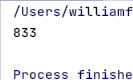 /Users/williamf
833
Process finishe